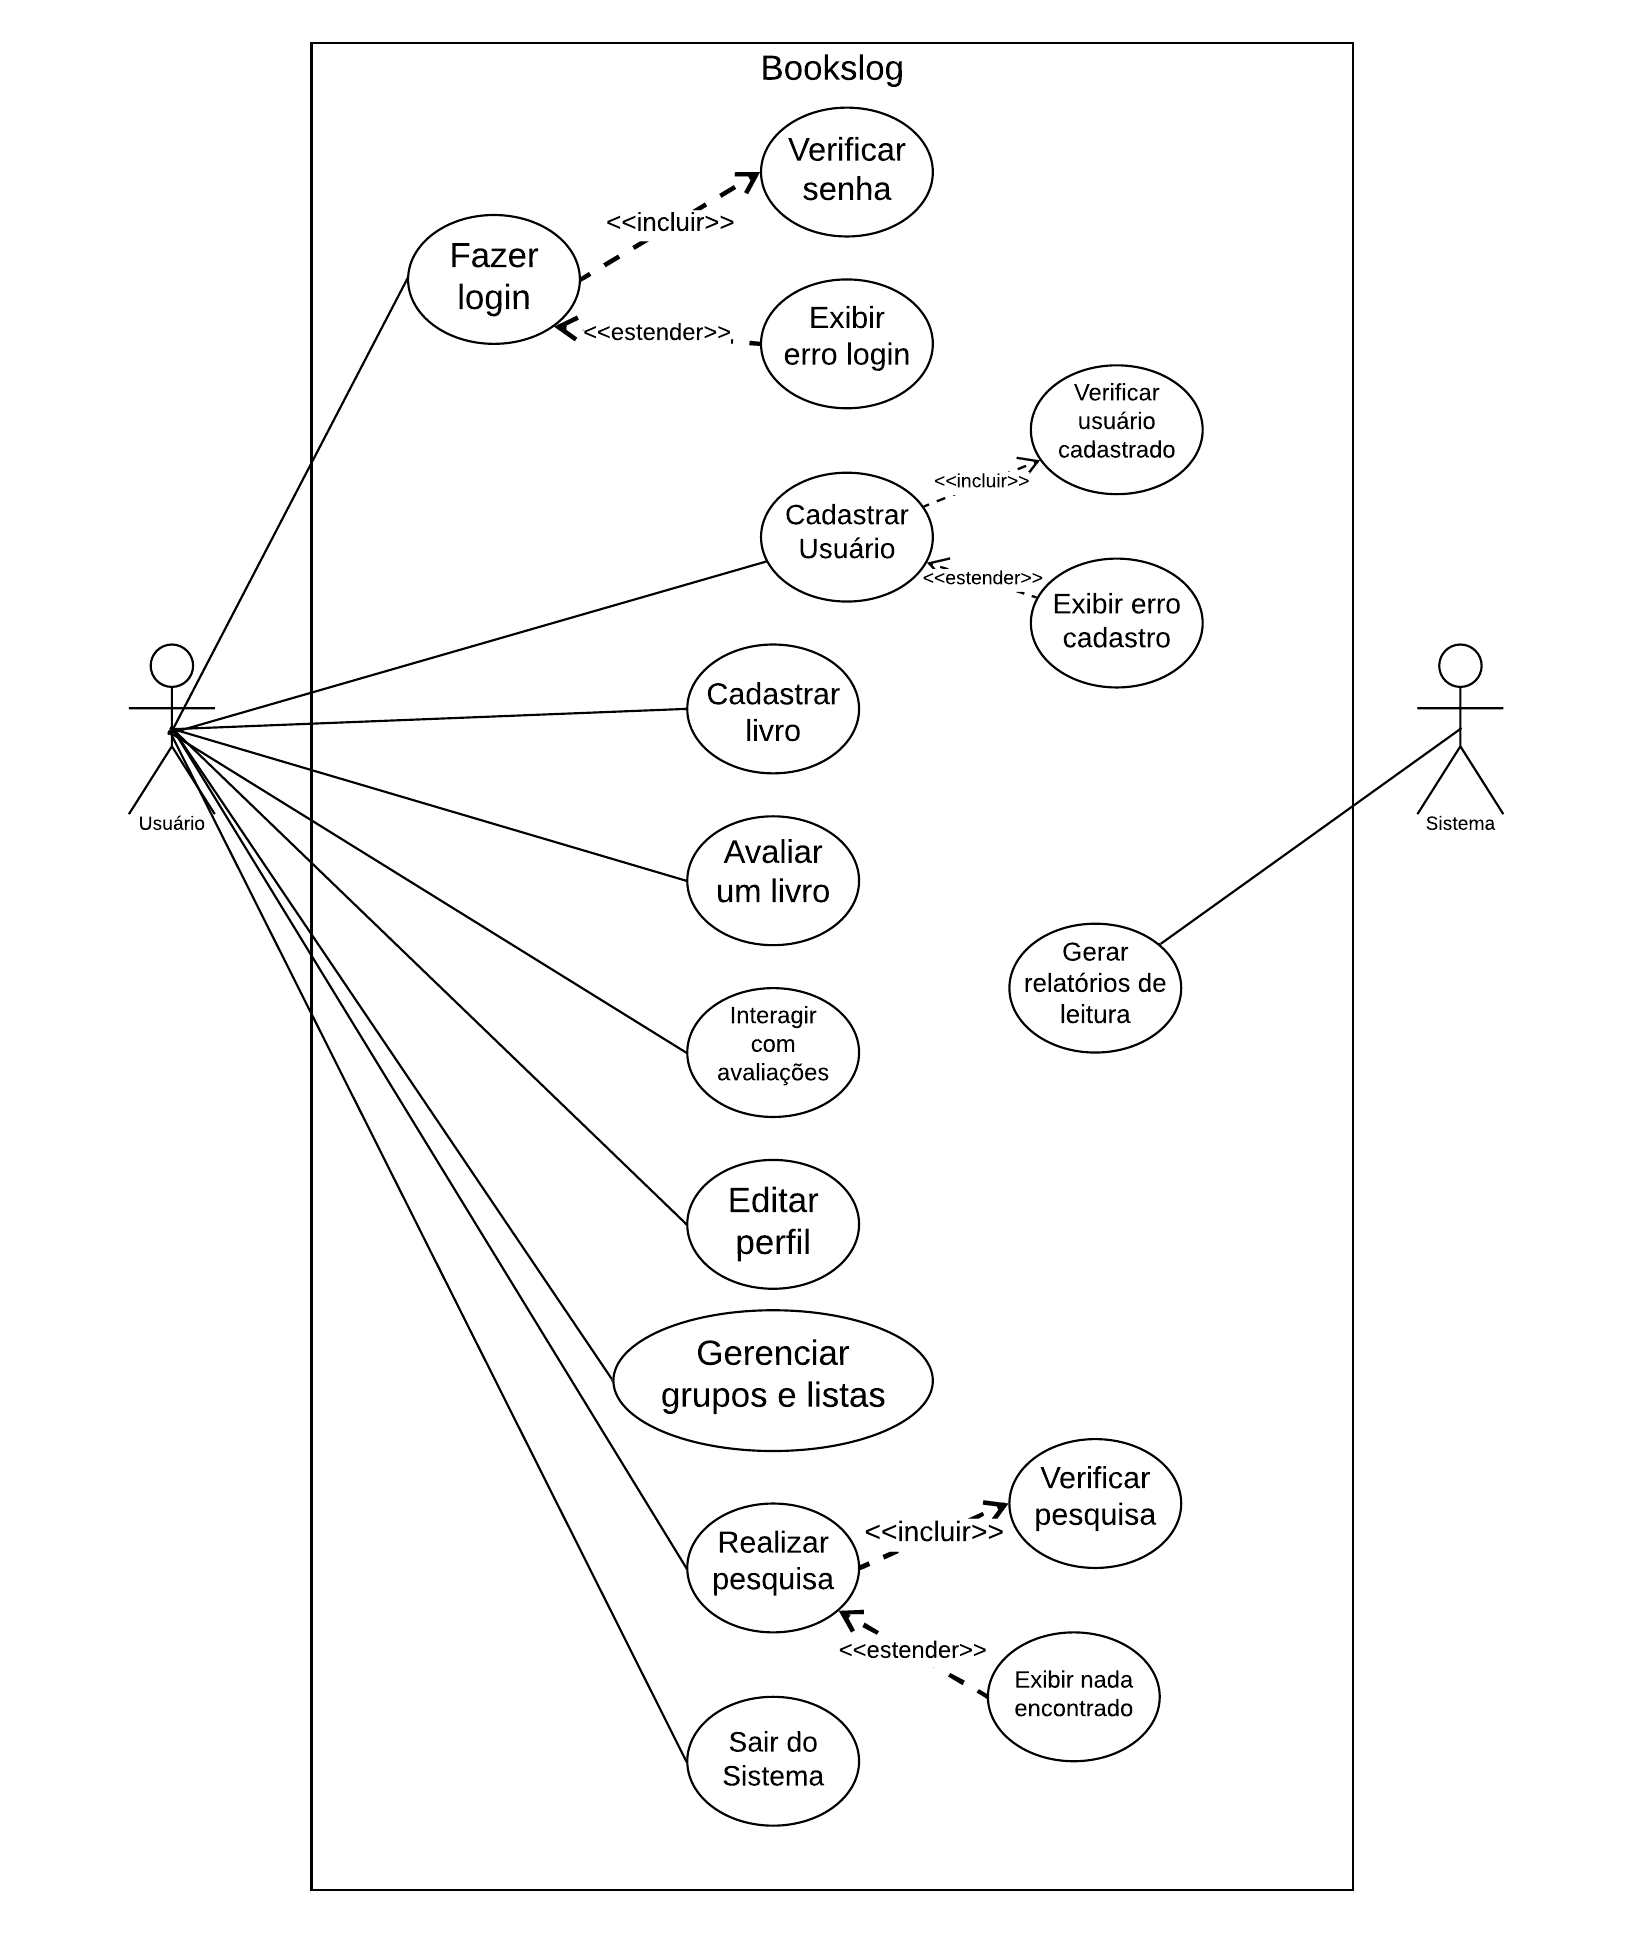 Bookslog
Verificar
senha
<<incluir>>
Fazer
login
<<estender>>
Exibir
erro login
Verificar
usuário
cadastrado
<<incluir>>
Cadastrar
Usuário
<<estender>>
Exibir erro
cadastro
Cadastrar
livro
Usuário
Sistema
Avaliar
um livro
Gerar
relatórios de
leitura
Interagir
com
avaliações
Editar
perfil
Gerenciar
grupos e listas
Verificar
pesquisa
<<incluir>>
Realizar
pesquisa
<<estender>>
Exibir nada
encontrado
Sair do
Sistema